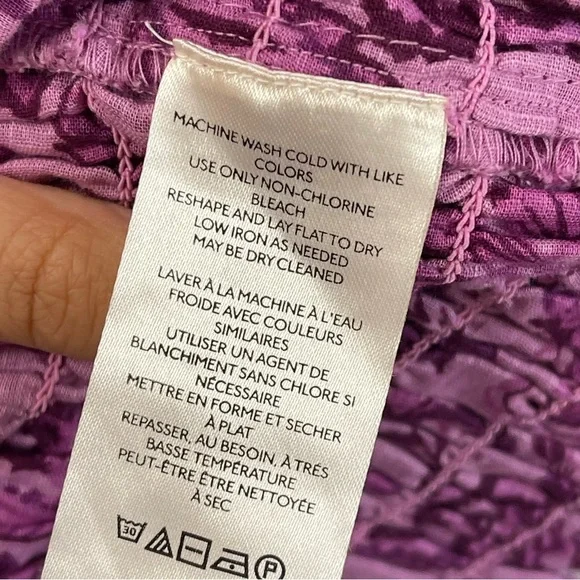 MACHINE WASH COLD WITH LIKE
COLORS
USE ONLY NON-CHLORINE
BLEACH
RESHAPE AND LAY FLAT TO DRY
LOW IRON AS NEEDED
MAY BE DRY CLEANED
LAVER À LA MACHINE À L'EAU
FROIDE AVEC COULEURS
SIMILAIRES
UTILISER UN AGENT DE
BLANCHIMENT SANS CHLORE SI
NÉCESSAIRE
METTRE EN FORME ET SECHER
À PLAT
REPASSER, AU BESOIN, À TRÉS
BASSE TEMPÉRATURE
PEUT-ÊTRE ÊTRE NETTOYÉE
À SEC
30 P